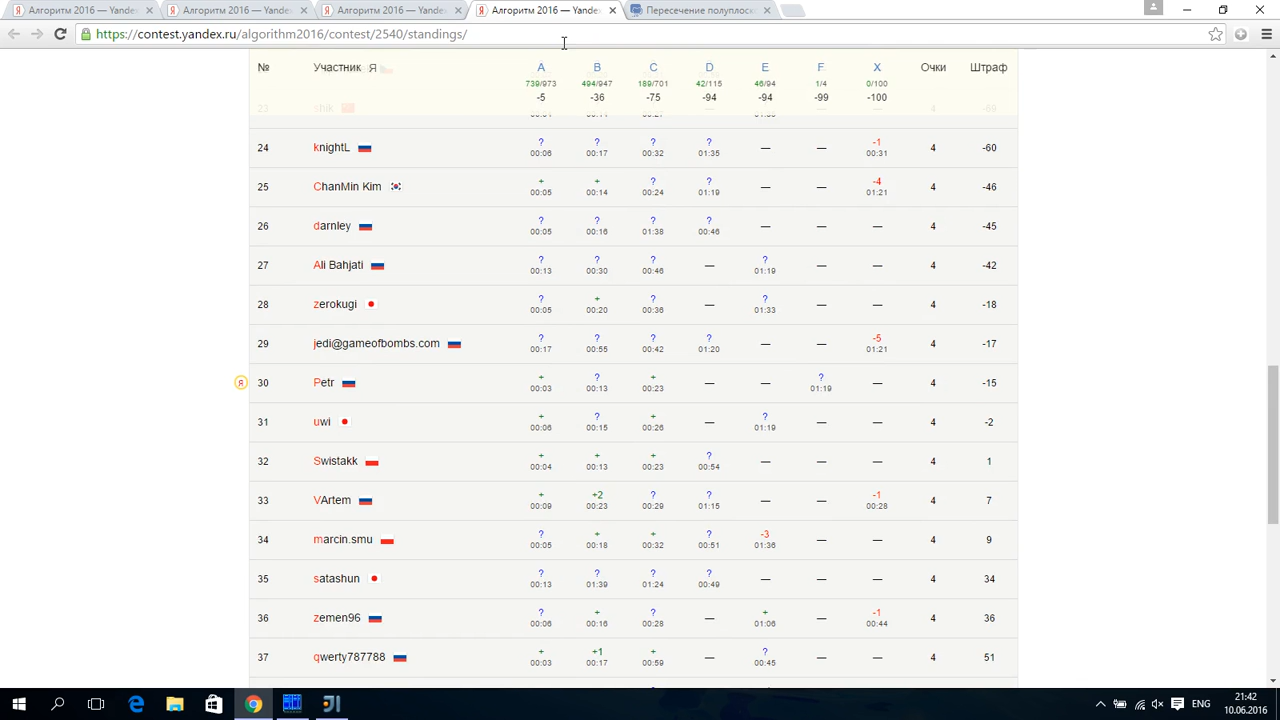 Алгоритм 2016 — Yandex
Алгоритм 2016 — Yandex
Алгоритм 2016 — Yandex
Алгоритм 2016 — Yandex
Пересечение полуплоск
https://contest.yandex.ru/algorithm2016/contest/2540/standings/
№ Участник Я A B C D E F X Очки Штраф
739/973 494/947 189/701 42/115 46/94 1/4 0/100
-5 -36 -75 -94 -94 -99 -100
23 shik 4 -69
24 knightL ? ? ? ? — — -1 4 -60
00:06 00:17 00:32 01:35 00:31
25 ChanMin Kim + + ? ? — — -4 4 -46
00:05 00:14 00:24 01:19 01:21
26 darnley ? ? ? ? — — — 4 -45
00:05 00:16 01:38 00:46
27 Ali Bahjati ? ? ? — ? — — 4 -42
00:13 00:30 00:46 01:19
28 zerokugi ? + ? — ? — — 4 -18
00:05 00:20 00:36 01:33
29 jedi@gameofbombs.com ? ? ? ? — — -5 4 -17
00:17 00:55 00:42 01:20 01:21
Я 30 Petr + ? + — — ? — 4 -15
00:03 00:13 00:23 01:19
31 uwi + ? + — ? — — 4 -2
00:06 00:15 00:26 01:19
32 Swistakk + + + ? — — — 4 1
00:04 00:13 00:23 00:54
33 VArtem + +2 ? ? — — -1 4 7
00:09 00:23 00:29 01:15 00:28
34 marcin.smu ? + + ? -3 — — 4 9
00:05 00:18 00:32 00:51 01:36
35 satashun ? ? ? ? — — — 4 34
00:13 01:39 01:24 00:49
36 zemen96 ? + ? — + — -1 4 36
00:06 00:16 00:28 01:06 00:44
37 qwerty787788 + +1 + — ? — — 4 51
00:03 00:17 00:59 00:45
ENG
21:42
10.06.2016